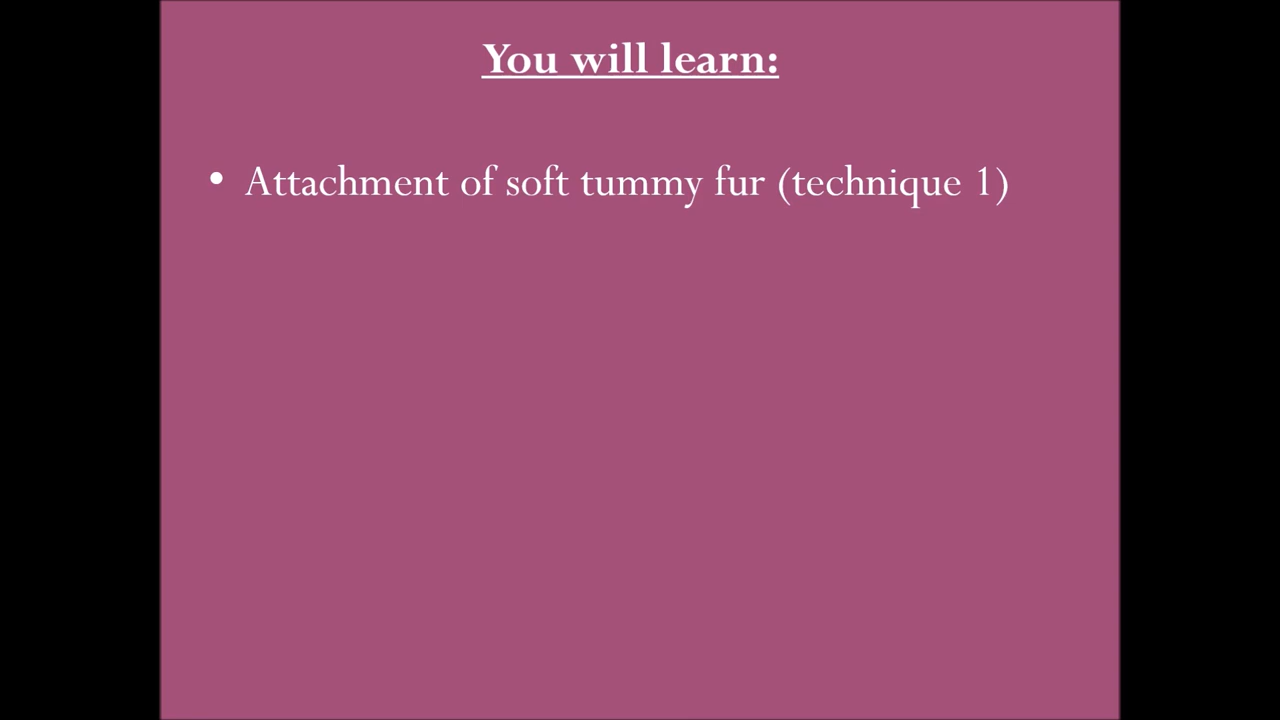 You will learn:
• Attachment of soft tummy fur (technique 1)